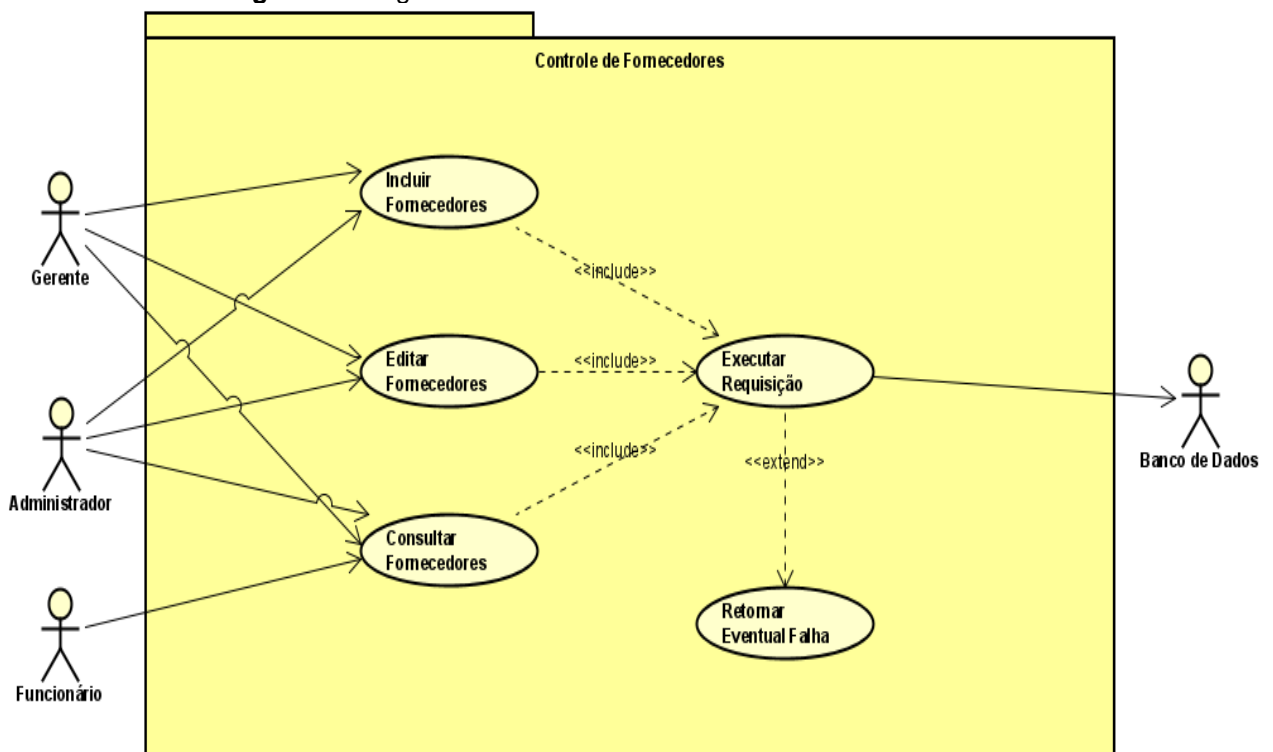 Controle de Fornecedores
Incluir
Fornecedores
Gerente
<<include>>
Editar
Fornecedores
<<include>>
Executar
Requisição
<<include>>
<<extend>>
Banco de Dados
Administrador
Consultar
Fornecedores
Retornar
Eventual Falha
Funcionário